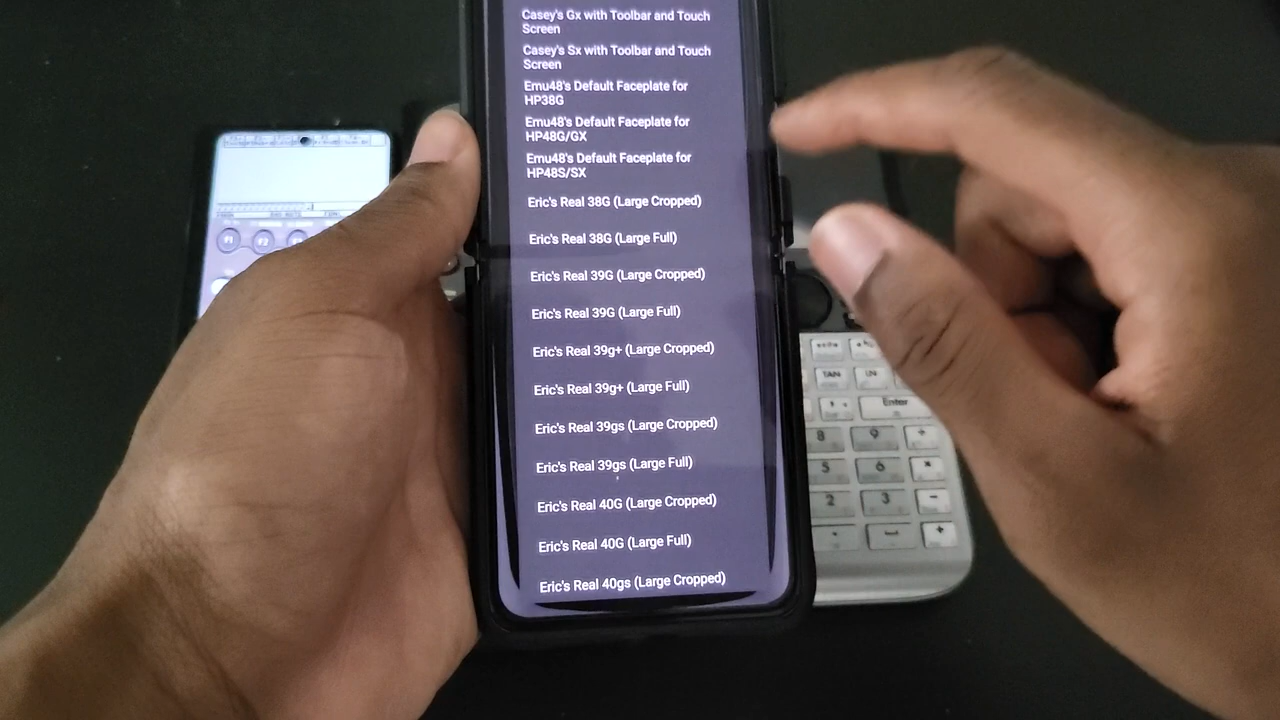 Casey's Gx with Toolbar and Touch
Screen
Casey's Sx with Toolbar and Touch
Screen
Emu48's Default Faceplate for
HP38G
Emu48's Default Faceplate for
HP48G/GX
Emu48's Default Faceplate for
HP48S/SX
Eric's Real 38G (Large Cropped)
Eric's Real 38G (Large Full)
Eric's Real 39G (Large Cropped)
Eric's Real 39G (Large Full)
Eric's Real 39g+ (Large Cropped)
Eric's Real 39g+ (Large Full)
Eric's Real 39gs (Large Cropped)
Eric's Real 39gs (Large Full)
Eric's Real 40G (Large Cropped)
Eric's Real 40G (Large Full)
Eric's Real 40gs (Large Cropped)
F1 F2
TAN LN
Enter
8 9 ÷
5 6 ×
2 3 −
. +